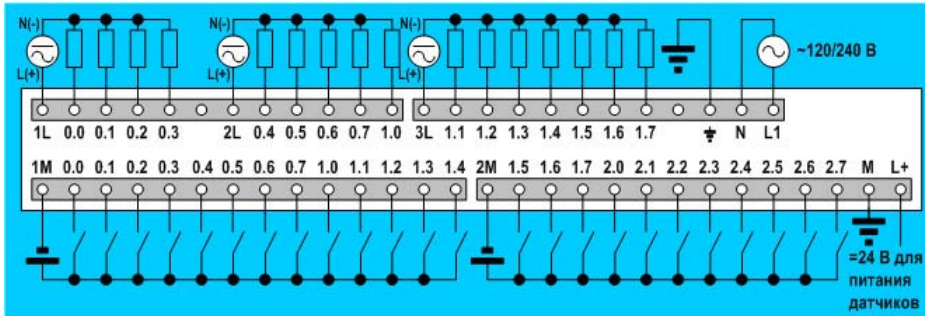 N(-) N(-) N(-)
L(+) L(+) L(+) ~120/240 В
1L 0.0 0.1 0.2 0.3 2L 0.4 0.5 0.6 0.7 1.0 3L 1.1 1.2 1.3 1.4 1.5 1.6 1.7 N L1
1M 0.0 0.1 0.2 0.3 0.4 0.5 0.6 0.7 1.0 1.1 1.2 1.3 1.4 2M 1.5 1.6 1.7 2.0 2.1 2.2 2.3 2.4 2.5 2.6 2.7 M L+
=24 В для
питания
датчиков